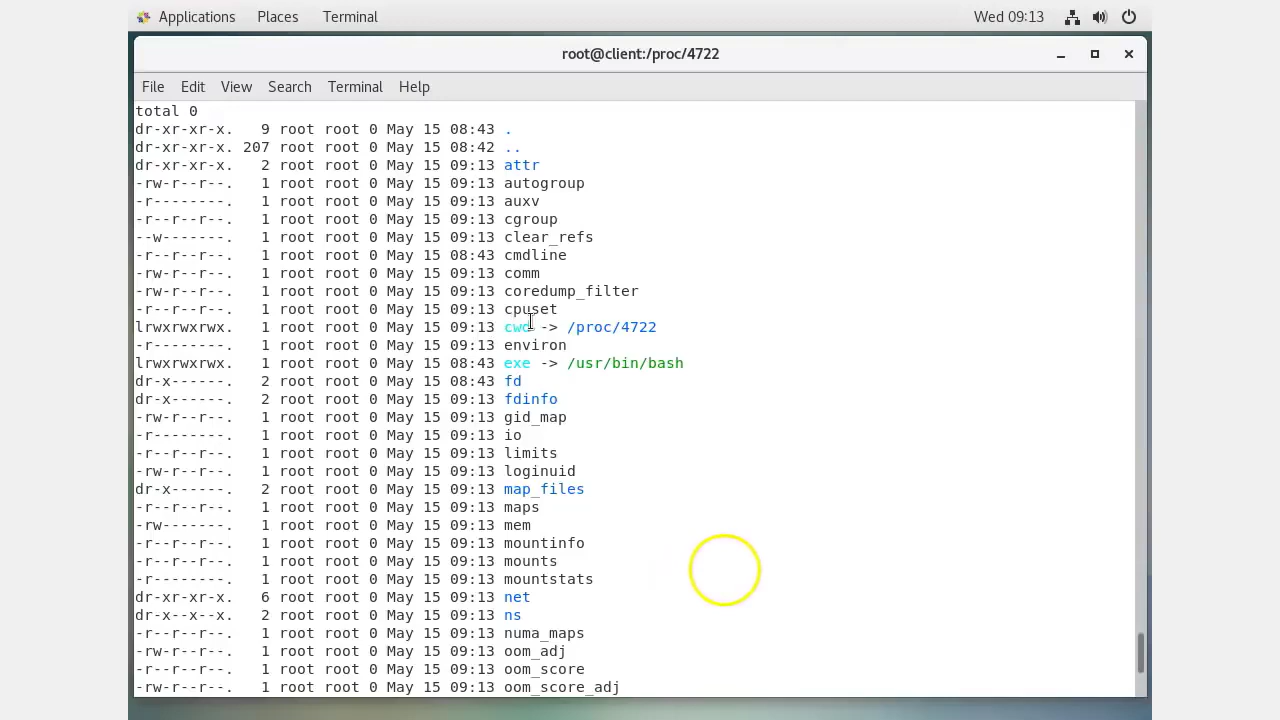 Applications Places Terminal Wed 09:13
root@client:/proc/4722
File Edit View Search Terminal Help
total 0
dr-xr-xr-x.   9 root root 0 May 15 08:43 .
dr-xr-xr-x. 207 root root 0 May 15 08:42 ..
dr-xr-xr-x.   2 root root 0 May 15 09:13 attr
-rw-r--r--.   1 root root 0 May 15 09:13 autogroup
-r--------.   1 root root 0 May 15 09:13 auxv
-r--r--r--.   1 root root 0 May 15 09:13 cgroup
--w-------.   1 root root 0 May 15 09:13 clear_refs
-r--r--r--.   1 root root 0 May 15 08:43 cmdline
-rw-r--r--.   1 root root 0 May 15 09:13 comm
-rw-r--r--.   1 root root 0 May 15 09:13 coredump_filter
-r--r--r--.   1 root root 0 May 15 09:13 cpuset
lrwxrwxrwx.   1 root root 0 May 15 09:13 cwd -> /proc/4722
-r--------.   1 root root 0 May 15 09:13 environ
lrwxrwxrwx.   1 root root 0 May 15 08:43 exe -> /usr/bin/bash
dr-x------.   2 root root 0 May 15 08:43 fd
dr-x------.   2 root root 0 May 15 09:13 fdinfo
-rw-r--r--.   1 root root 0 May 15 09:13 gid_map
-r--------.   1 root root 0 May 15 09:13 io
-r--r--r--.   1 root root 0 May 15 09:13 limits
-rw-r--r--.   1 root root 0 May 15 09:13 loginuid
dr-x------.   2 root root 0 May 15 09:13 map_files
-r--r--r--.   1 root root 0 May 15 09:13 maps
-rw-------.   1 root root 0 May 15 09:13 mem
-r--r--r--.   1 root root 0 May 15 09:13 mountinfo
-r--r--r--.   1 root root 0 May 15 09:13 mounts
-r--------.   1 root root 0 May 15 09:13 mountstats
dr-xr-xr-x.   6 root root 0 May 15 09:13 net
dr-x--x--x.   2 root root 0 May 15 09:13 ns
-r--r--r--.   1 root root 0 May 15 09:13 numa_maps
-rw-r--r--.   1 root root 0 May 15 09:13 oom_adj
-r--r--r--.   1 root root 0 May 15 09:13 oom_score
-rw-r--r--.   1 root root 0 May 15 09:13 oom_score_adj